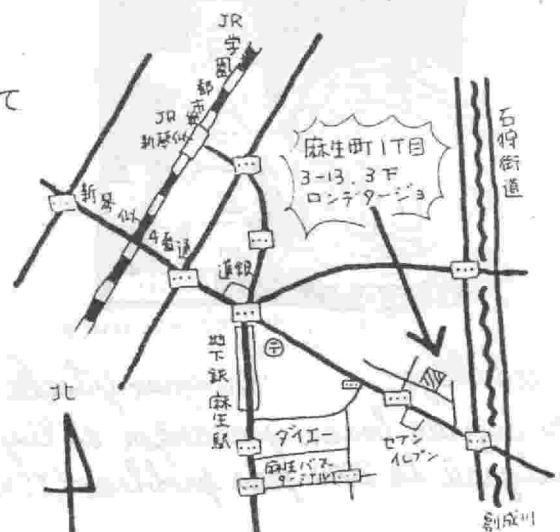 て
JR
学
園
都
市
線
JR
新琴似
新琴似
4番通
道銀
麻生町1丁目
3-13.3F
ロンデタージョ
石狩街道
地下鉄麻生駅
〒
北
ダイエー
麻生バス
ターミナル
セブン
イレブン
創成川